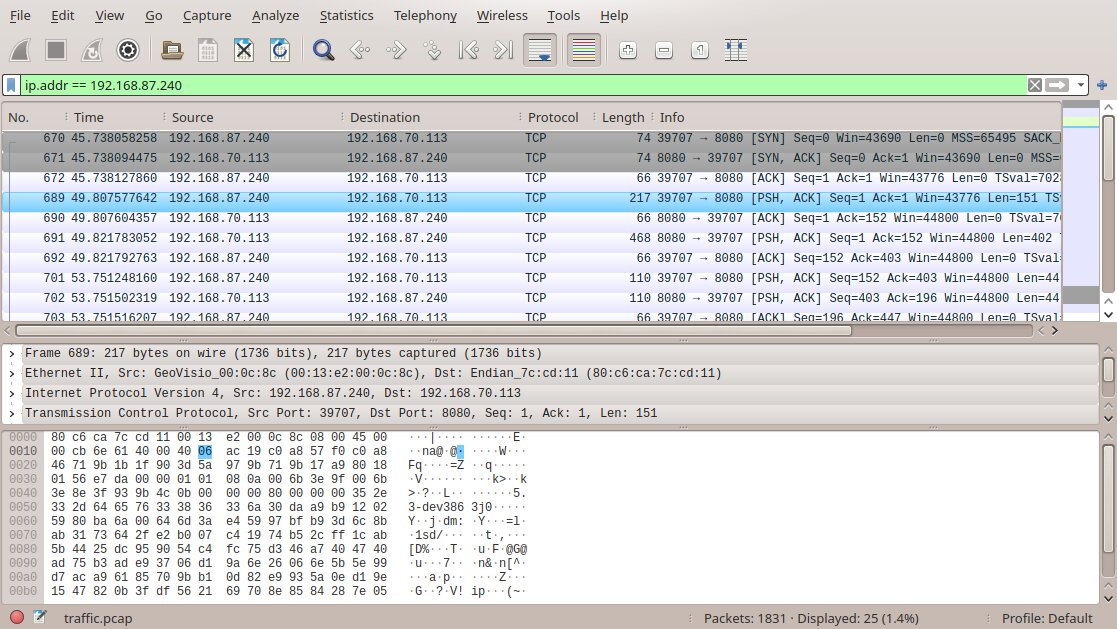 File Edit View Go Capture Analyze Statistics Telephony Wireless Tools Help
ip.addr == 192.168.87.240
No. Time Source Destination Protocol Length Info
670 45.738058258 192.168.87.240 192.168.70.113 TCP 74 39707 → 8080 [SYN] Seq=0 Win=43690 Len=0 MSS=65495 SACK_
671 45.738094475 192.168.70.113 192.168.87.240 TCP 74 8080 → 39707 [SYN, ACK] Seq=0 Ack=1 Win=43690 Len=0 MSS=
672 45.738127860 192.168.87.240 192.168.70.113 TCP 66 39707 → 8080 [ACK] Seq=1 Ack=1 Win=43776 Len=0 TSval=702
689 49.807577642 192.168.87.240 192.168.70.113 TCP 217 39707 → 8080 [PSH, ACK] Seq=1 Ack=1 Win=43776 Len=151 TS
690 49.807604357 192.168.70.113 192.168.87.240 TCP 66 8080 → 39707 [ACK] Seq=1 Ack=152 Win=44800 Len=0 TSval=7
691 49.821783052 192.168.70.113 192.168.87.240 TCP 468 8080 → 39707 [PSH, ACK] Seq=1 Ack=152 Win=44800 Len=402
692 49.821792763 192.168.87.240 192.168.70.113 TCP 66 39707 → 8080 [ACK] Seq=152 Ack=403 Win=44800 Len=0 TSval=
701 53.751248160 192.168.87.240 192.168.70.113 TCP 110 39707 → 8080 [PSH, ACK] Seq=152 Ack=403 Win=44800 Len=44
702 53.751502319 192.168.70.113 192.168.87.240 TCP 110 8080 → 39707 [PSH, ACK] Seq=403 Ack=196 Win=44800 Len=44
703 53.751516207 192.168.87.240 192.168.70.113 TCP 66 39707 → 8080 [ACK] Seq=196 Ack=447 Win=44800 Len=0 TSval=
Frame 689: 217 bytes on wire (1736 bits), 217 bytes captured (1736 bits)
Ethernet II, Src: GeoVisio_00:0c:8c (00:13:e2:00:0c:8c), Dst: Endian_7c:cd:11 (80:c6:ca:7c:cd:11)
Internet Protocol Version 4, Src: 192.168.87.240, Dst: 192.168.70.113
Transmission Control Protocol, Src Port: 39707, Dst Port: 8080, Seq: 1, Ack: 1, Len: 151
0000 80 c6 ca 7c cd 11 00 13 e2 00 0c 8c 08 00 45 00 ···|···· ······E·
0010 00 cb 6e 61 40 00 40 06 ac 19 c0 a8 57 f0 c0 a8 ··na@·@· ····W···
0020 46 71 9b 1b 1f 90 3d 5a 97 9b 71 9b 17 a9 80 18 Fq····=Z ··q·····
0030 01 56 e7 da 00 00 01 01 08 0a 00 6b 3e 9f 00 6b ·V······ ···k>··k
0040 3e 8e 3f 93 9b 4c 0b 00 00 00 80 00 00 00 35 2e >·?··L·· ······5.
0050 33 2d 64 65 76 33 38 36 33 6a 30 da a9 b9 12 02 3-dev386 3j0·····
0060 59 80 ba 6a 00 64 6d 3a e4 59 97 bf b9 3d 6c 8b Y··j·dm: ·Y···=l·
0070 ab 31 73 64 2f e2 b0 07 c4 19 74 b5 2c ff 1c ab ·1sd/··· ··t·,···
0080 5b 44 25 dc 95 90 54 c4 fc 75 d3 46 a7 40 47 40 [D%···T· ·u·F·@G@
0090 ad 75 b3 ad e9 37 06 d1 9a 6e 26 06 6e 5b 5e 99 ·u···7·· ·n&·n[^·
00a0 d7 ac a9 61 85 70 9b b1 0d 82 e9 93 5a 0e d1 9e ···a·p·· ····Z···
00b0 15 47 82 0b 3f df 56 21 69 70 8e 85 84 28 7e 05 ·G··?·V! ip···(~·
traffic.pcap Packets: 1831 · Displayed: 25 (1.4%) Profile: Default